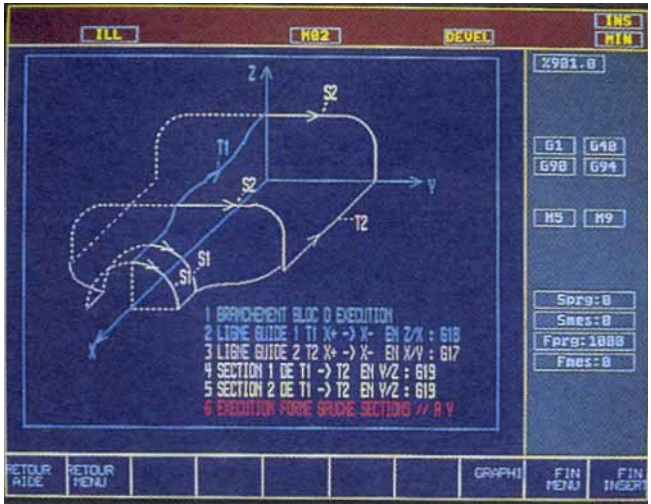 INS
ILL M02 DEVEL MIN
%901.0
Z
S2
T1
G1 G40
G90 G94
S2
Y
T2
M5 M9
S1
S1
X
Sprg:0
Smes:0
Fprg:1000
Fmes:0
1 BRANCHEMENT BLOC D EXECUTION
2 LIGNE GUIDE 1 T1 X+ -> X- EN Z/X : G18
3 LIGNE GUIDE 2 T2 X+ -> X- EN X/Y : G17
4 SECTION 1 DE T1 -> T2 EN Y/Z : G19
5 SECTION 2 DE T1 -> T2 EN Y/Z : G19
6 EXECUTION FORME GAUCHE SECTIONS // A Y
RETOUR AIDE
RETOUR MENU
GRAPHI
FIN MENU
FIN INSERT